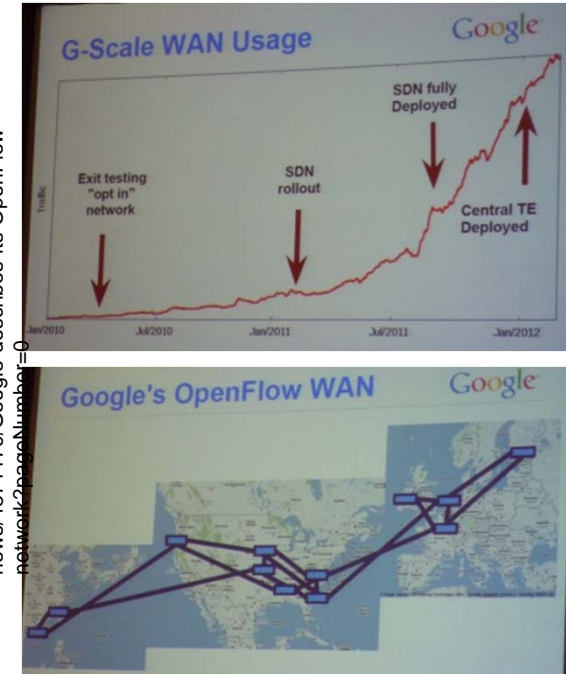 G-Scale WAN Usage
Google
SDN fully
Deployed
Exit testing
"opt in"
network
SDN
rollout
Central TE
Deployed
Traffic
Jan/2010
Jul/2010
Jan/2011
Jul/2011
Jan/2012
Google's OpenFlow WAN
Google
network?pageNumber=0